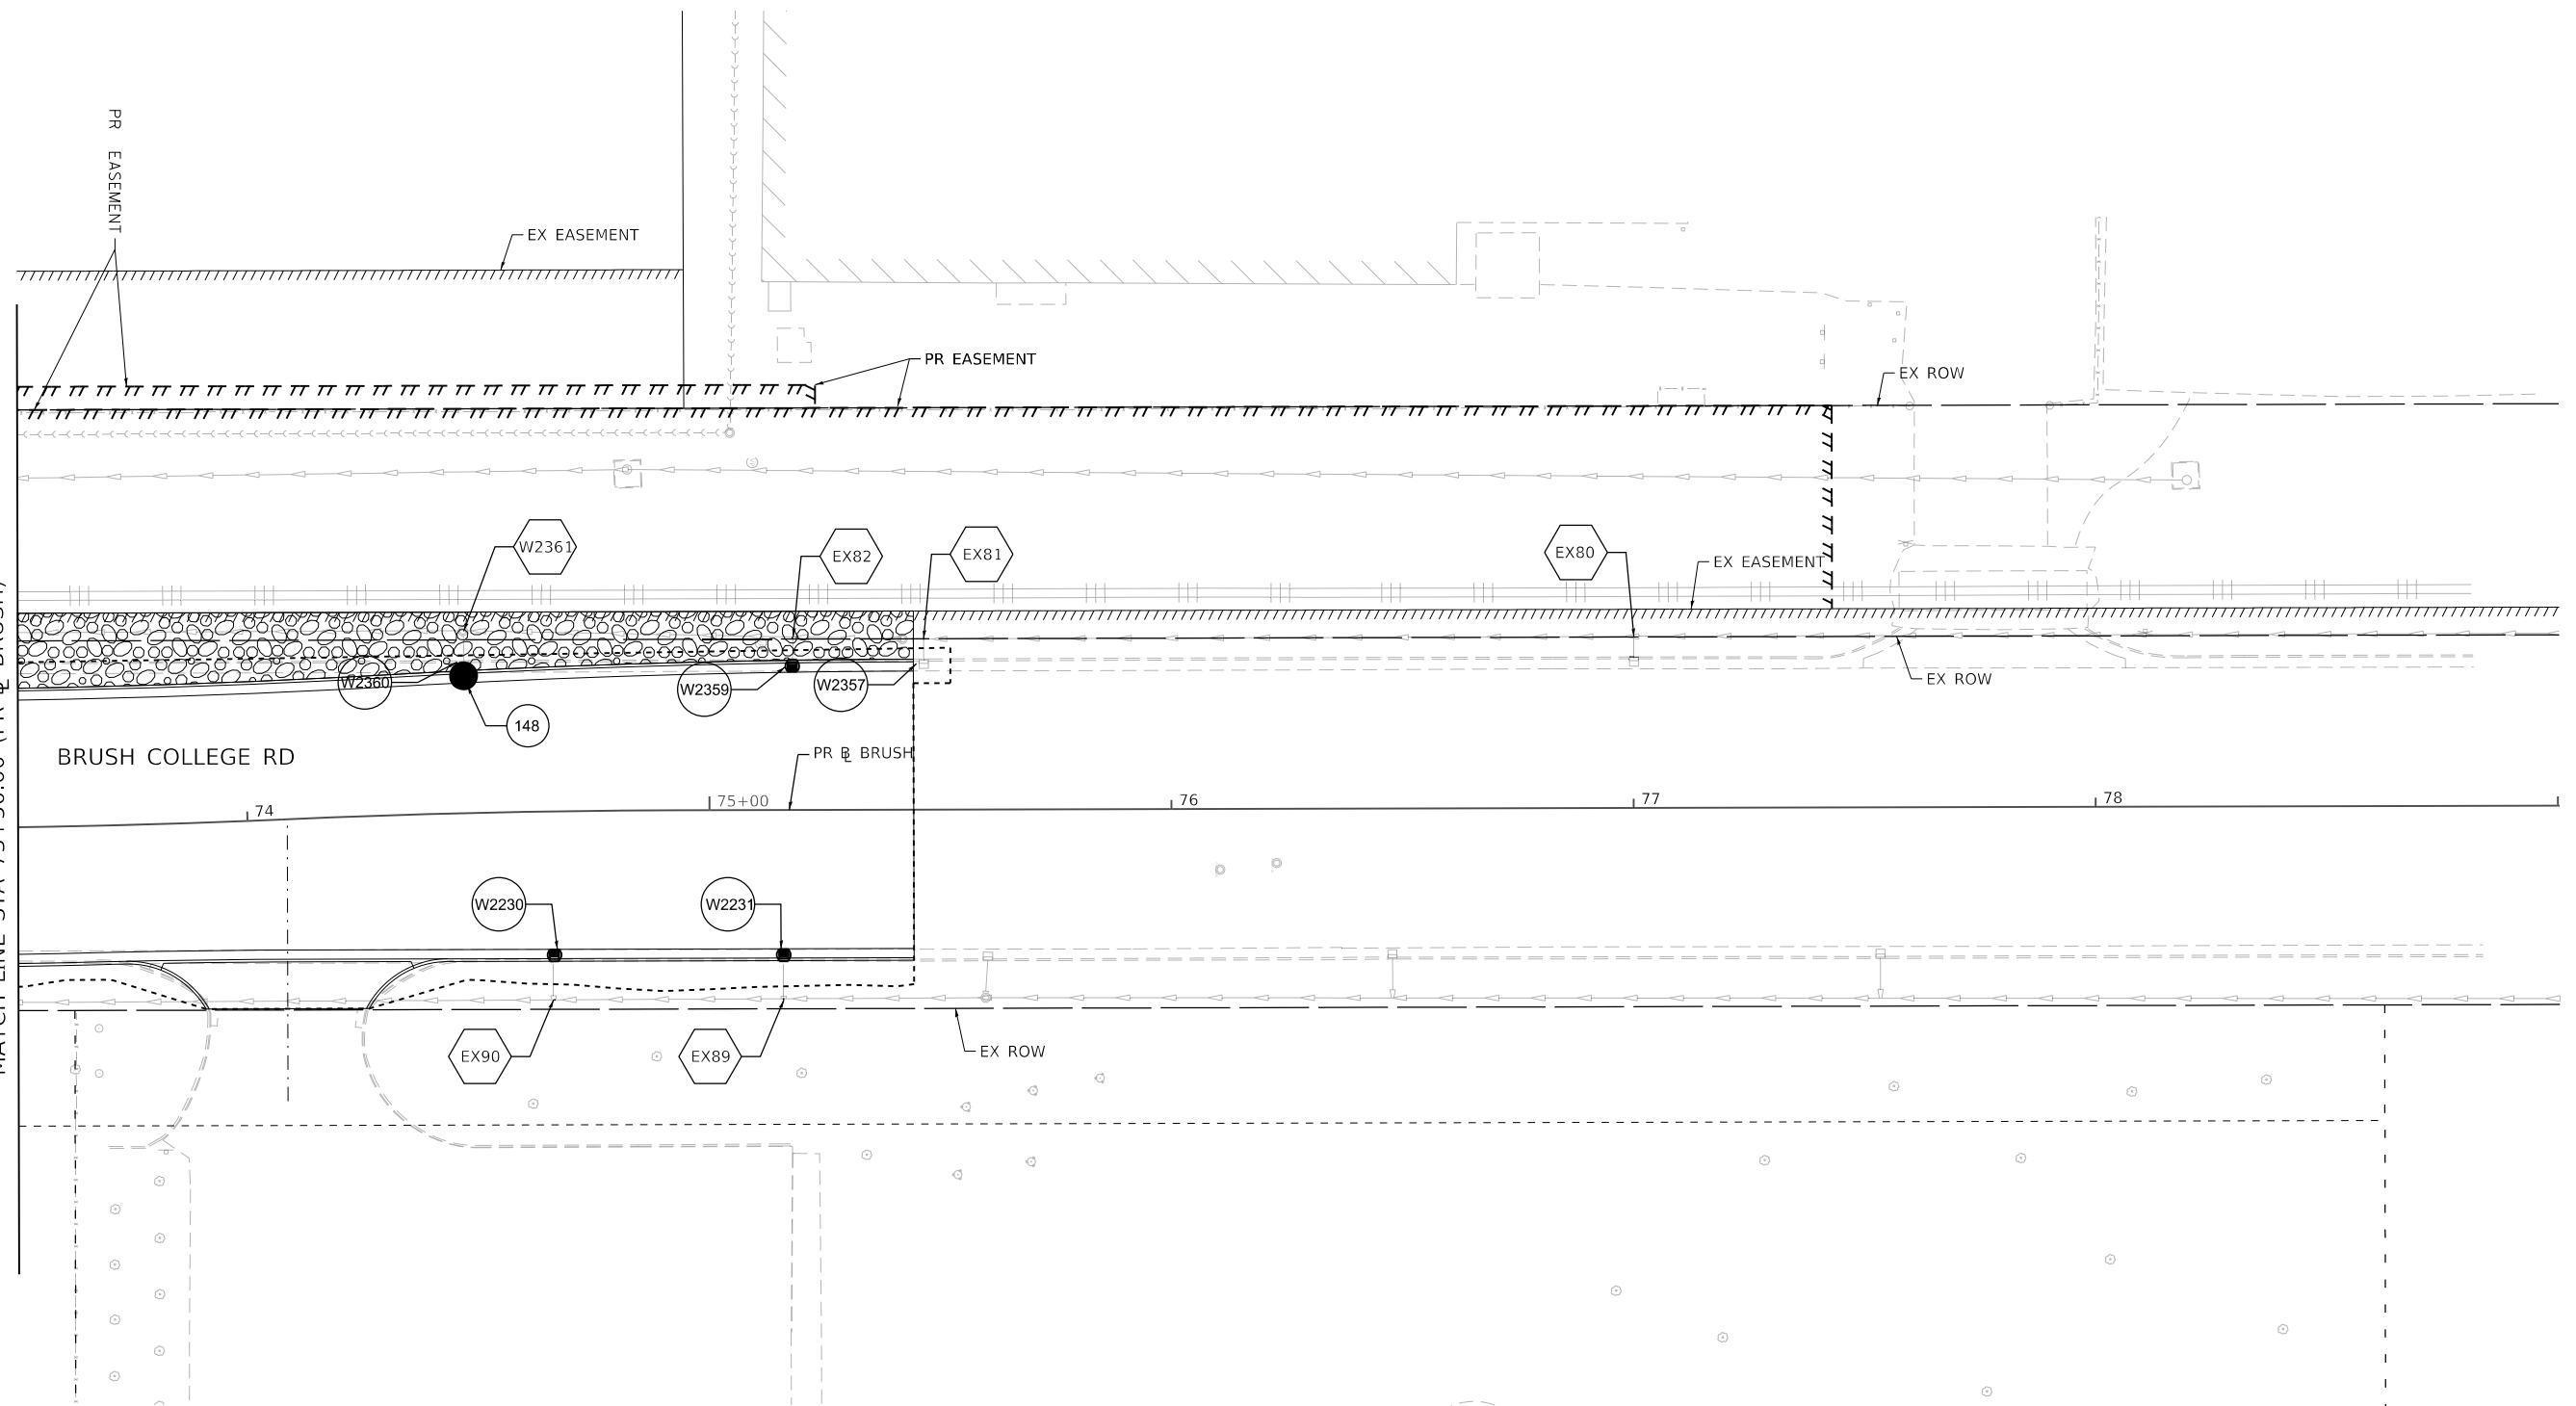 PR EASEMENT
EX EASEMENT
PR EASEMENT
EX ROW
W2361
EX82
EX81
EX80
EX EASEMENT
W2360
W2359
W2357
EX ROW
148
BRUSH COLLEGE RD
PR BL BRUSH
74
75+00
76
77
78
W2230
W2231
EX90
EX89
EX ROW